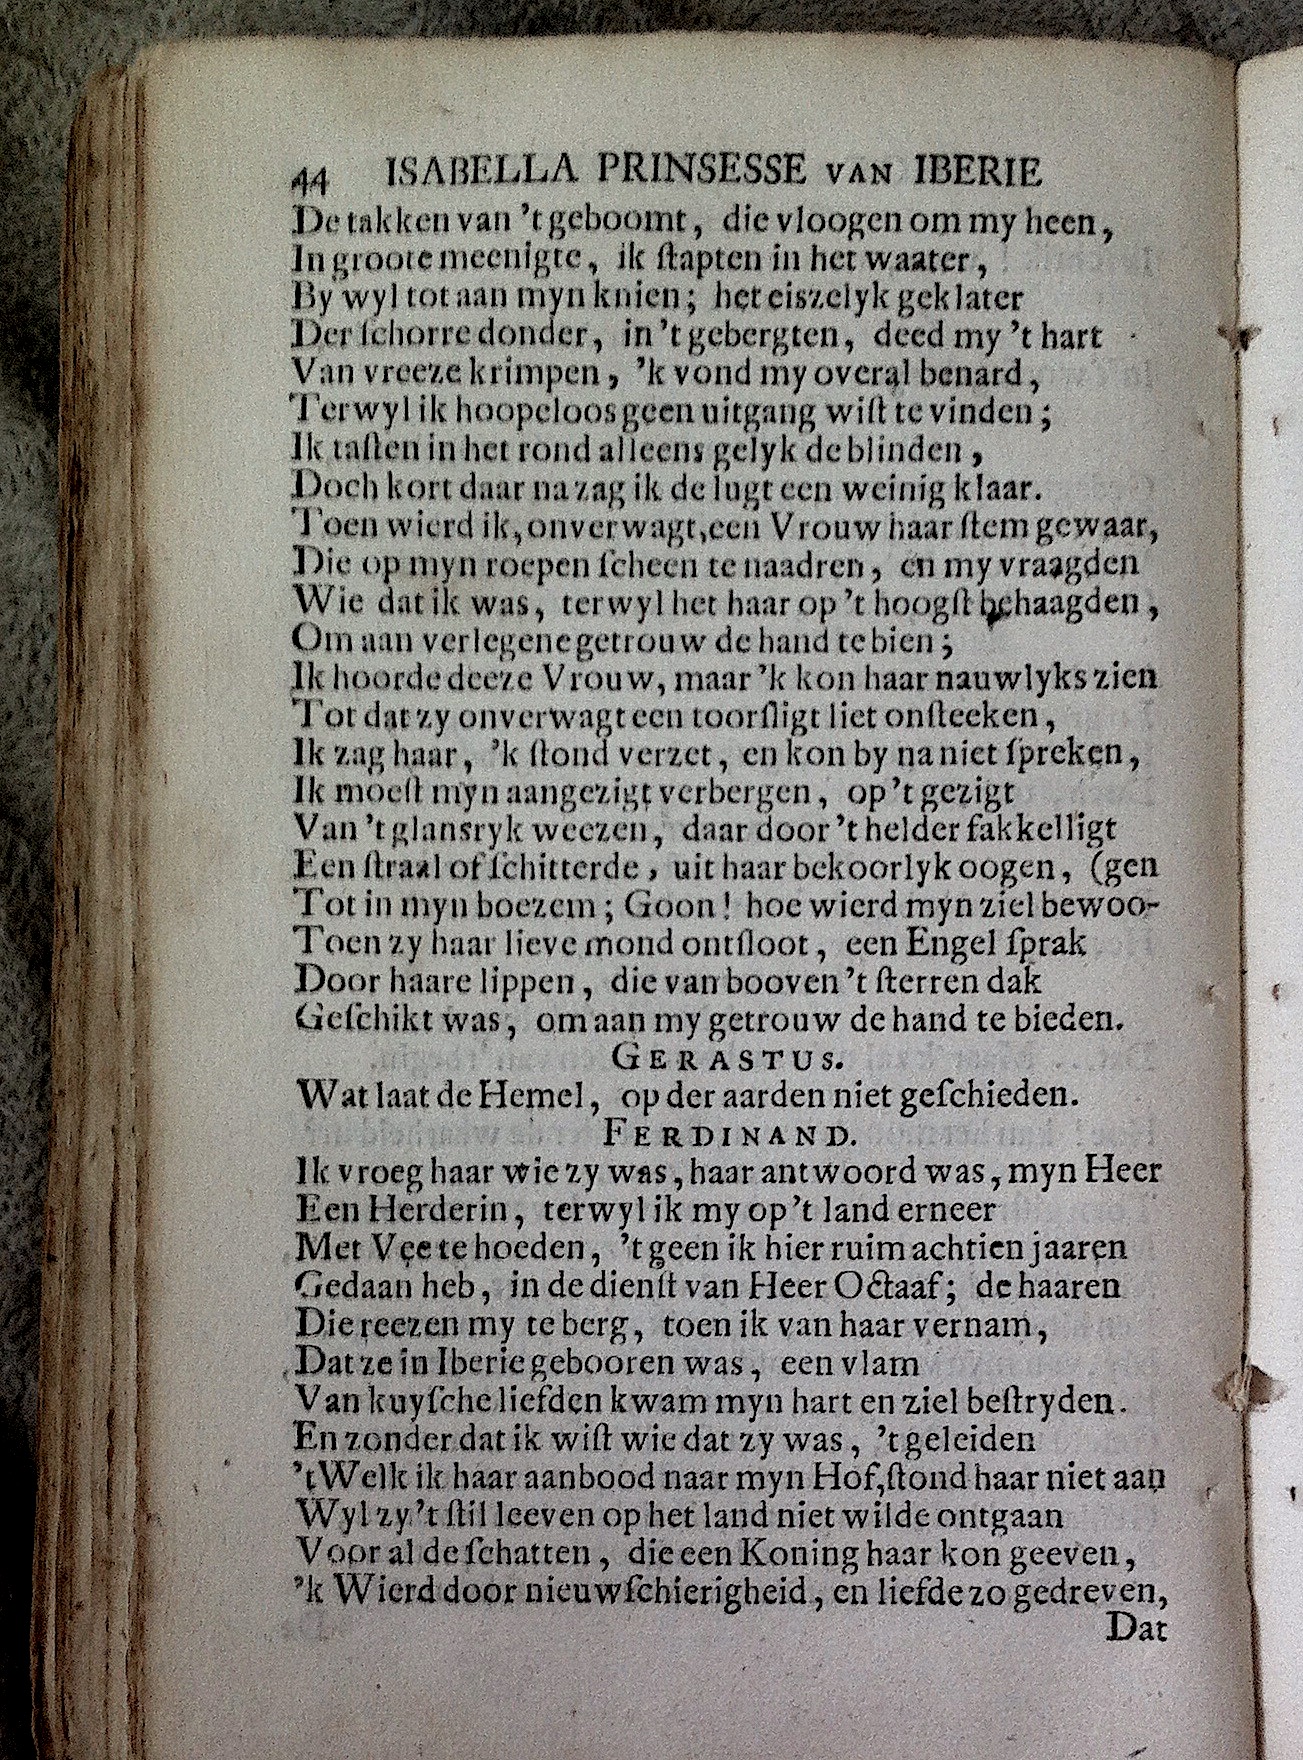 44 ISABELLA PRINSESSE VAN IBERIE
De takken van 't geboomt, die vloogen om my heen,
In groote meenigte, ik ſtapten in het waater,
By wyl tot aan myn knien; het eiszelyk geklater
Der ſchorre donder, in 't gebergten, deed my 't hart
Van vreeze krimpen, 'k vond my overal benard,
Terwyl ik hoopeloos geen uitgang wiſt te vinden;
Ik taſten in het rond alleens gelyk de blinden,
Doch kort daar na zag ik de lugt een weinig klaar.
Toen wierd ik, onverwagt, een Vrouw haar ſtem gewaar,
Die op myn roepen ſcheen te naadren, en my vraagden
Wie dat ik was, terwyl het haar op 't hoogſt behaagden,
Om aan verlegene getrouw de hand te bien;
Ik hoorde deeze Vrouw, maar 'k kon haar nauwlyks zien
Tot dat zy onverwagt een toorſligt liet onſteeken,
Ik zag haar, 'k ſtond verzet, en kon by na niet ſpreken,
Ik moeſt myn aangezigt verbergen, op 't gezigt
Van 't glansryk weezen, daar door 't helder fakkelligt
Een ſtraal of ſchitterde, uit haar bekoorlyk oogen, (gen
Tot in myn boezem; Goon! hoe wierd myn ziel bewoo-
Toen zy haar lieve mond ontſloot, een Engel ſprak
Door haare lippen, die van booven 't ſterren dak
Geſchikt was, om aan my getrouw de hand te bieden.
GERASTUS.
Wat laat de Hemel, op der aarden niet geſchieden.
FERDINAND.
Ik vroeg haar wie zy was, haar antwoord was, myn Heer
Een Herderin, terwyl ik my op 't land erneer
Met Vee te hoeden, 't geen ik hier ruim achtien jaaren
Gedaan heb, in de dienſt van Heer Octaaf; de haaren
Die reezen my te berg, toen ik van haar vernam,
Dat ze in Iberie gebooren was, een vlam
Van kuyſche liefden kwam myn hart en ziel beſtryden.
En zonder dat ik wiſt wie dat zy was, 't geleiden
't Welk ik haar aanbood naar myn Hof, ſtond haar niet aan
Wyl zy 't ſtil leeven op het land niet wilde ontgaan
Voor al de ſchatten, die een Koning haar kon geeven,
'k Wierd door nieuwſchierigheid, en liefde zo gedreven,
Dat